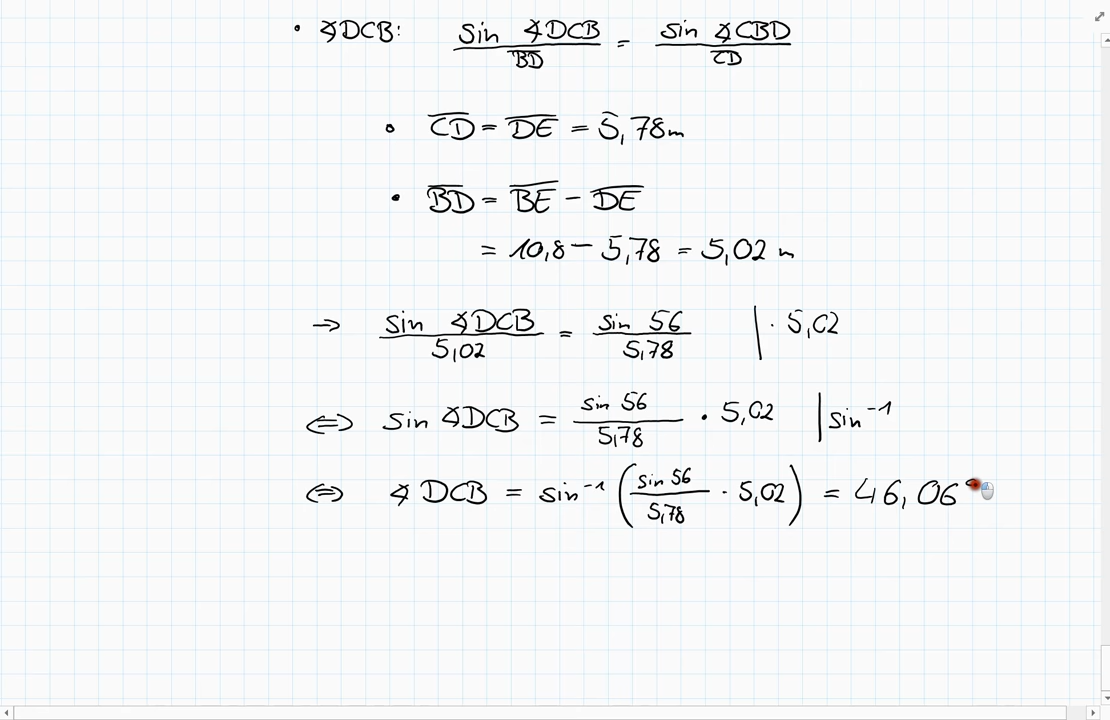 • ∢DCB: sin ∢DCB / BD = sin ∢CBD / CD
• CD = DE = 5,78m
• BD = BE - DE
= 10,8 - 5,78 = 5,02 m
→ sin ∢DCB / 5,02 = sin 56 / 5,78 | · 5,02
⇔ sin ∢DCB = sin 56 / 5,78 · 5,02 | sin⁻¹
⇔ ∢ DCB = sin⁻¹ ( sin 56 / 5,78 · 5,02 ) = 46,06°